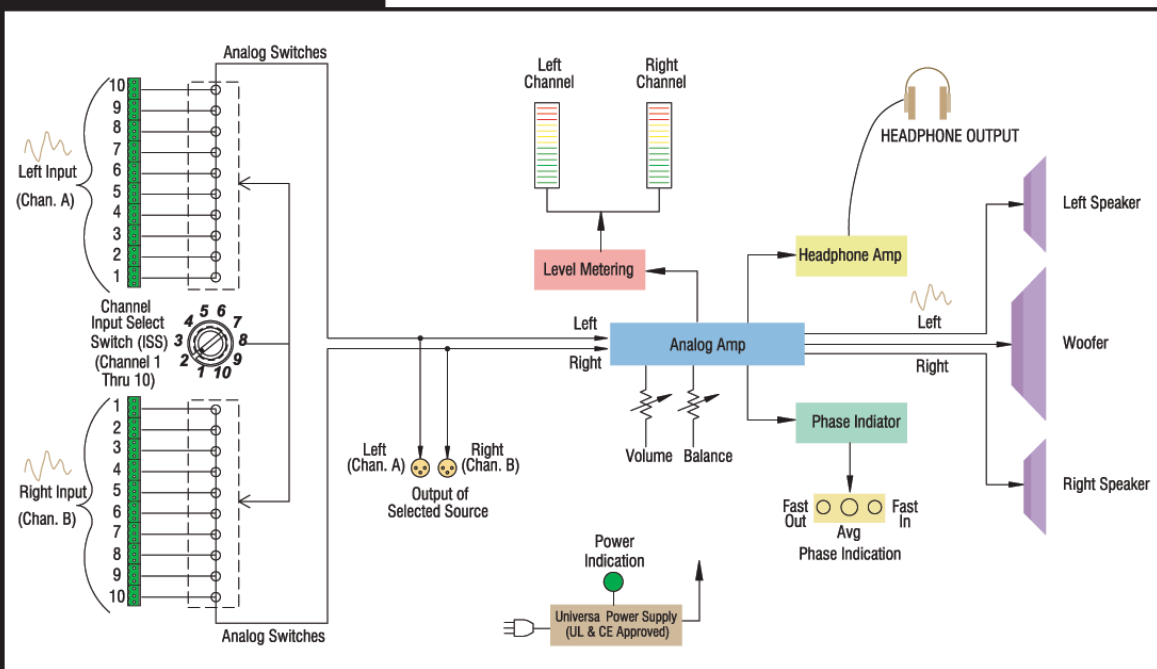 Analog Switches
10
9
8
7
6
5
4
3
2
1
Left Input
(Chan. A)
Channel
Input Select
Switch (ISS)
(Channel 1
Thru 10)
1
2
3
4
5
6
7
8
9
10
1
2
3
4
5
6
7
8
9
10
Right Input
(Chan. B)
Analog Switches
Left
Right
Left
(Chan. A)
Right
(Chan. B)
Output of
Selected Source
Left
Channel
Right
Channel
Level Metering
Analog Amp
Volume
Balance
HEADPHONE OUTPUT
Headphone Amp
Left
Right
Left Speaker
Woofer
Right Speaker
Phase Indiator
Fast
Out
Avg
Fast
In
Phase Indication
Power
Indication
Universa Power Supply
(UL & CE Approved)